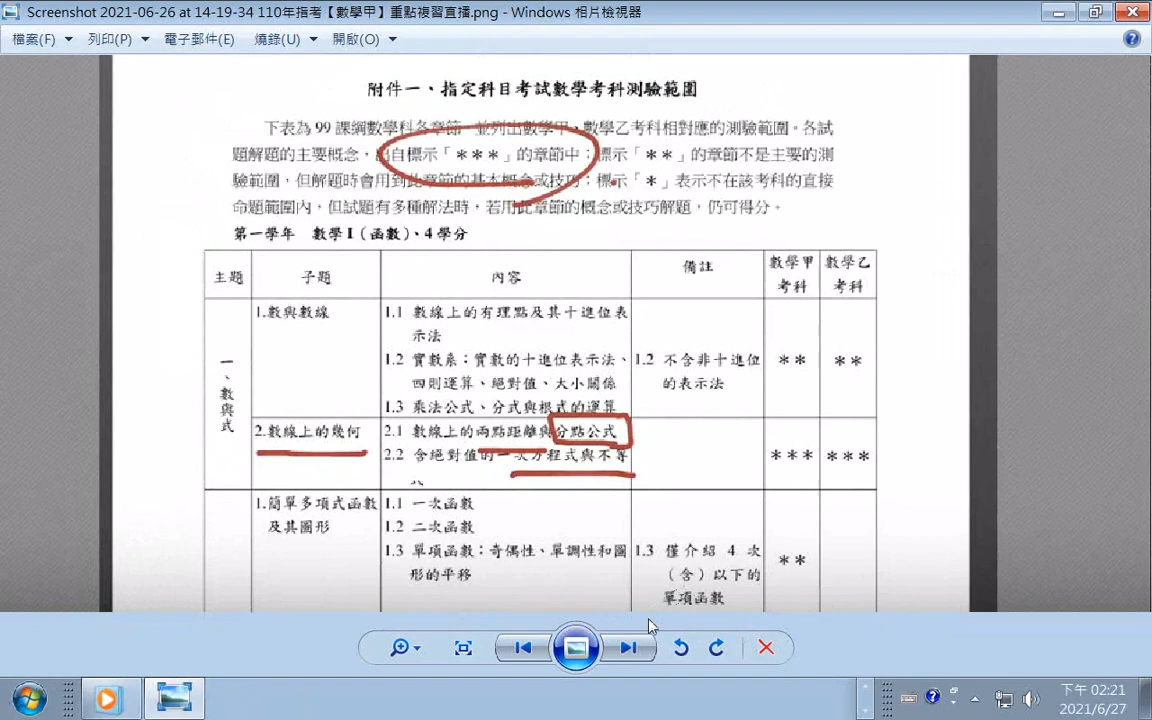 Screenshot 2021-06-26 at 14-19-34 110年指考【數學甲】重點複習直播.png - Windows 相片檢視器
檔案(F) 列印(P) 電子郵件(E) 燒錄(U) 開啟(O)
附件一、指定科目考試數學考科測驗範圍
下表為 99 課綱數學科各章節，並列出數學甲、數學乙考科相對應的測驗範圍。各試
題解題的主要概念，出自標示「＊＊＊」的章節中；標示「＊＊」的章節不是主要的測
驗範圍，但解題時會用到此章節的基本概念或技巧；標示「＊」表示不在該考科的直接
命題範圍內，但試題有多種解法時，若用此章節的概念或技巧解題，仍可得分。
第一學年 數學 I（函數）、4 學分
主題 子題 內容 備註 數學甲考科 數學乙考科
一、數與式
1.數與數線
1.1 數線上的有理點及其十進位表
示法
1.2 實數系：實數的十進位表示法、
四則運算、絕對值、大小關係
1.3 乘法公式、分式與根式的運算
1.2 不含非十進位
的表示法
＊＊ ＊＊
2.數線上的幾何
2.1 數線上的兩點距離與分點公式
2.2 含絕對值的一次方程式與不等
式
＊＊＊ ＊＊＊
1.簡單多項式函數
及其圖形
1.1 一次函數
1.2 二次函數
1.3 單項函數：奇偶性、單調性和圖
形的平移
1.3 僅介紹 4 次
（含）以下的
單項函數
＊＊
下午 02:21
2021/6/27